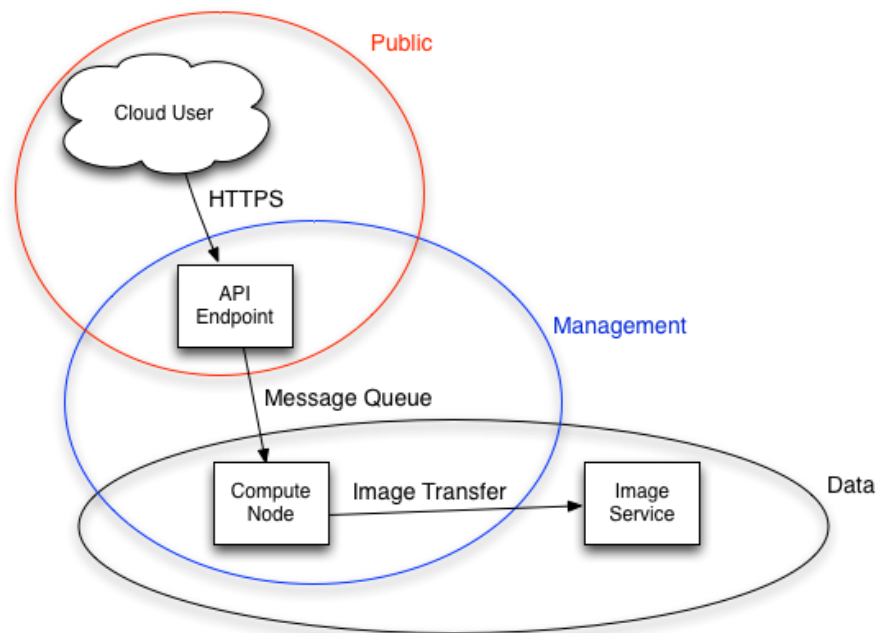 Public
Cloud User
HTTPS
API
Endpoint
Management
Message Queue
Compute
Node
Image Transfer
Image
Service
Data